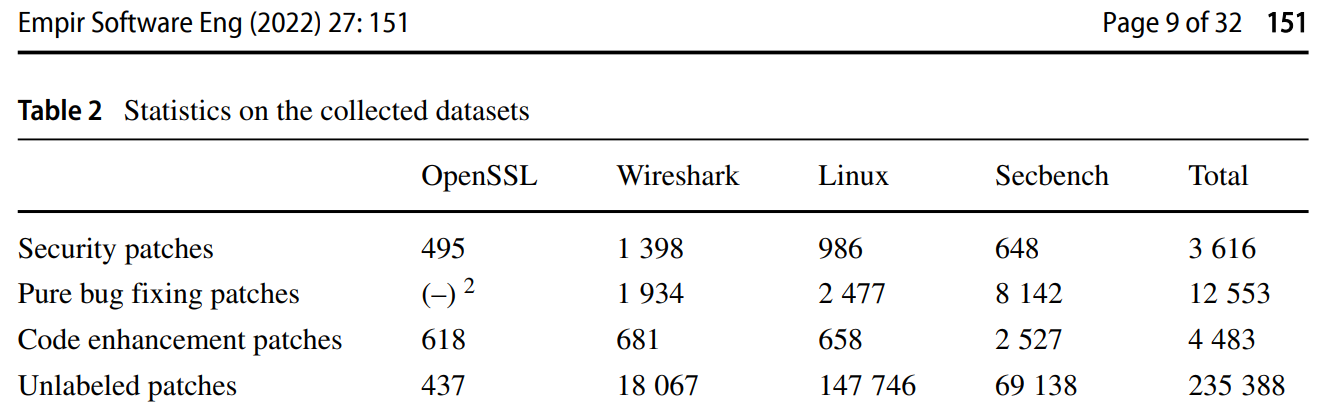 Empir Software Eng (2022) 27: 151 Page 9 of 32 151
Table 2 Statistics on the collected datasets
OpenSSL Wireshark Linux Secbench Total
Security patches 495 1 398 986 648 3 616
Pure bug fixing patches (–) 2 1 934 2 477 8 142 12 553
Code enhancement patches 618 681 658 2 527 4 483
Unlabeled patches 437 18 067 147 746 69 138 235 388